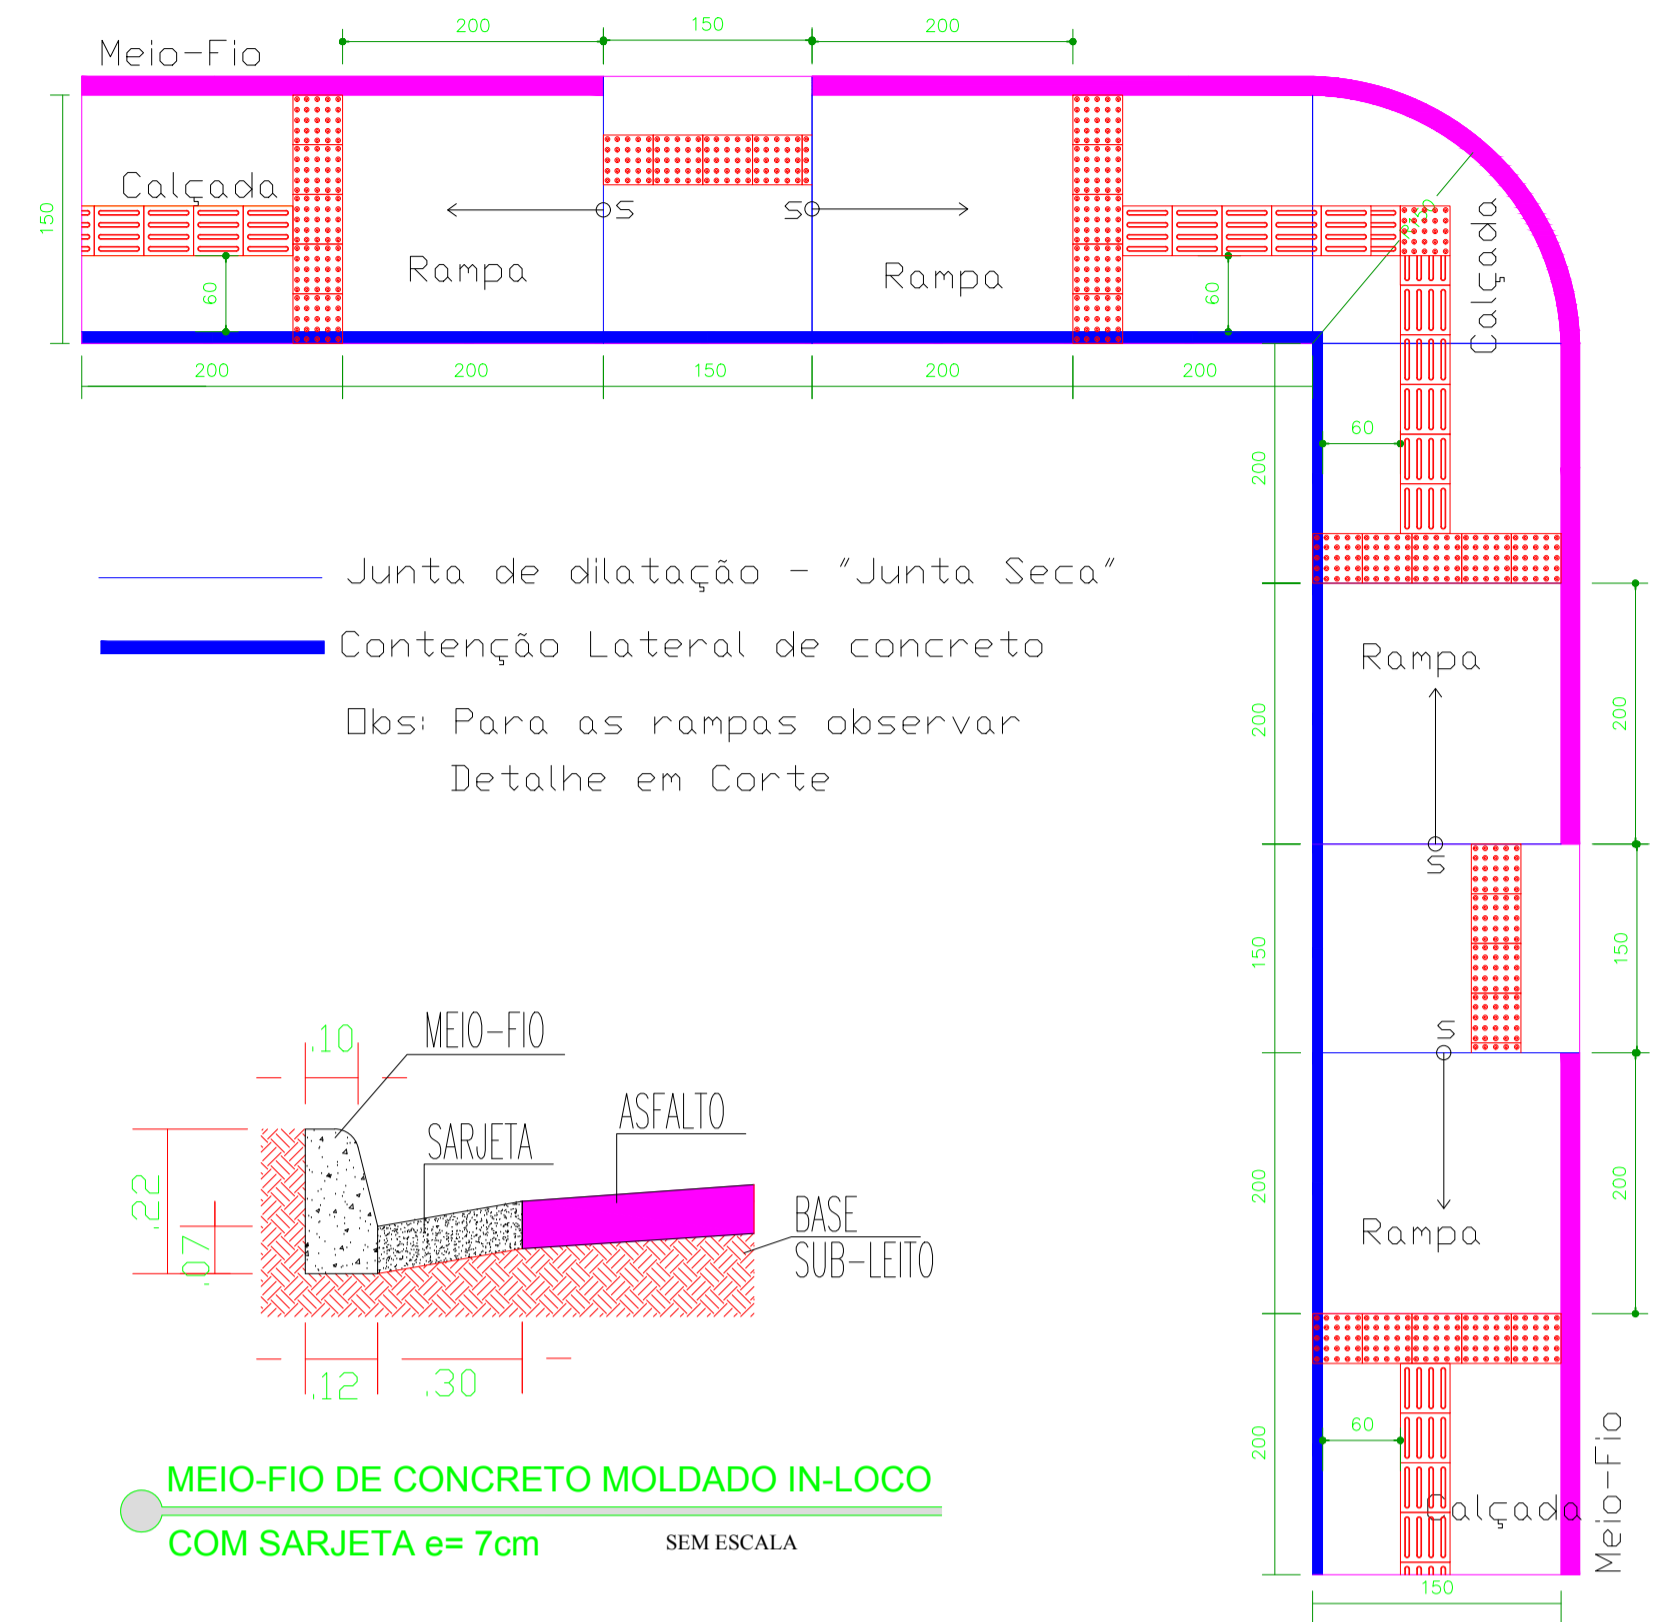 200
150
200
Meio-Fio
Calçada
150
60
Rampa
S
S
Rampa
60
Calçada
200
200
150
200
200
60
200
Junta de dilatação - "Junta Seca"
Contenção Lateral de concreto
Obs: Para as rampas observar
Detalhe em Corte
Rampa
200
200
S
150
150
S
200
200
Rampa
.10
MEIO-FIO
ASFALTO
SARJETA
.22
.07
BASE
SUB-LEITO
.12
.30
60
200
Calçada
Meio-Fio
150
MEIO-FIO DE CONCRETO MOLDADO IN-LOCO
COM SARJETA e= 7cm
SEM ESCALA